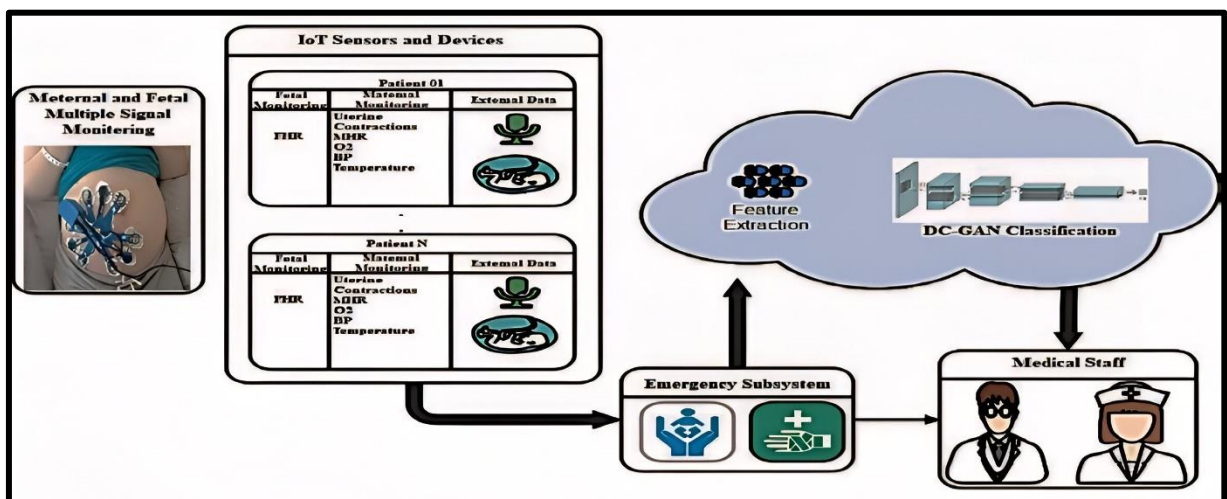 IoT Sensors and Devices
Meternal and Fetal
Multiple Signal
Monitering
Patient 01
Fetal
Monitoring
Maternal
Monitoring
External Data
FHR
Uterine
Contractions
MHR
O2
BP
Temperature
Patient N
Fetal
Monitoring
Maternal
Monitoring
External Data
FHR
Uterine
Contractions
MHR
O2
BP
Temperature
Feature
Extraction
DC-GAN Classification
Emergency Subsystem
Medical Staff